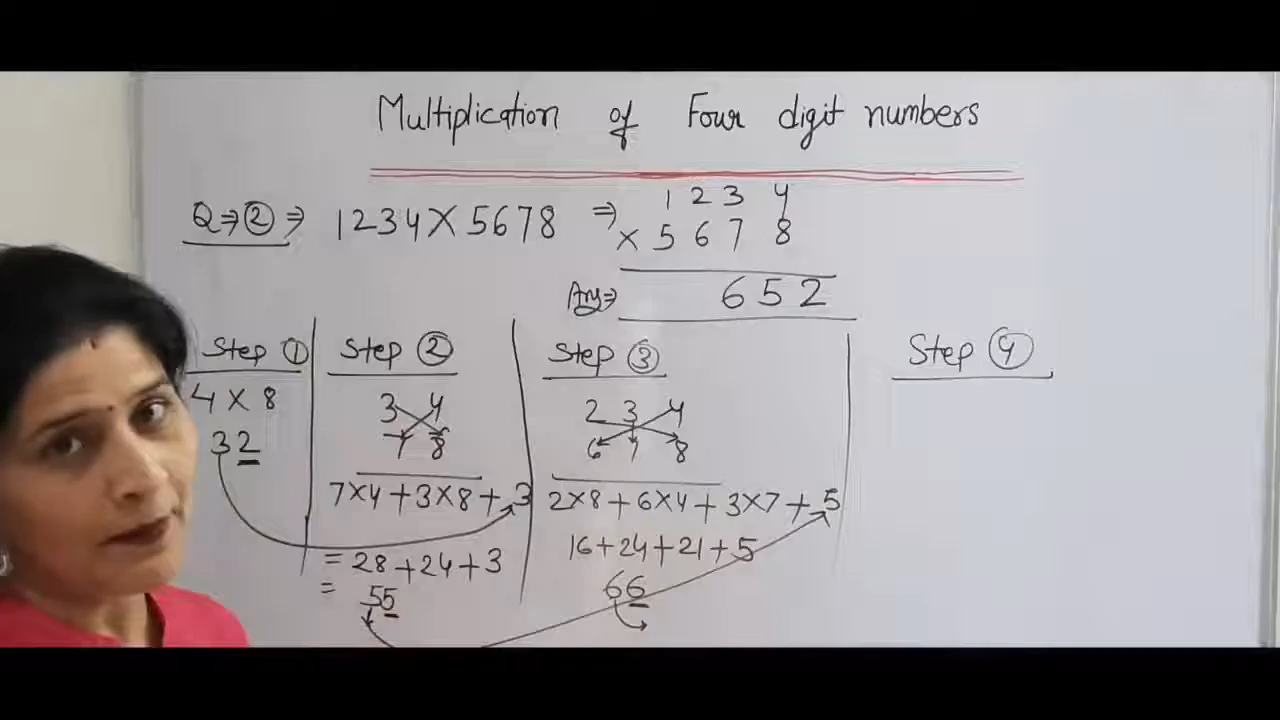 Multiplication of Four digit numbers
Q⇒②⇒ 1234×5678 ⇒ 1 2 3 4
× 5 6 7 8
Ans⇒ 6 5 2
Step ①
4 × 8
32
Step ②
3 4
7 8
7×4+3×8+3
= 28+24+3
= 55
Step ③
2 3 4
6 7 8
2×8+6×4+3×7+5
16+24+21+5
66
Step ④